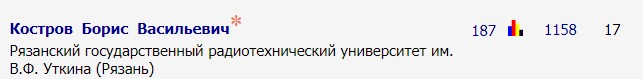 Костров Борис Васильевич* 187 1158 17
Рязанский государственный радиотехнический университет им.
В.Ф. Уткина (Рязань)